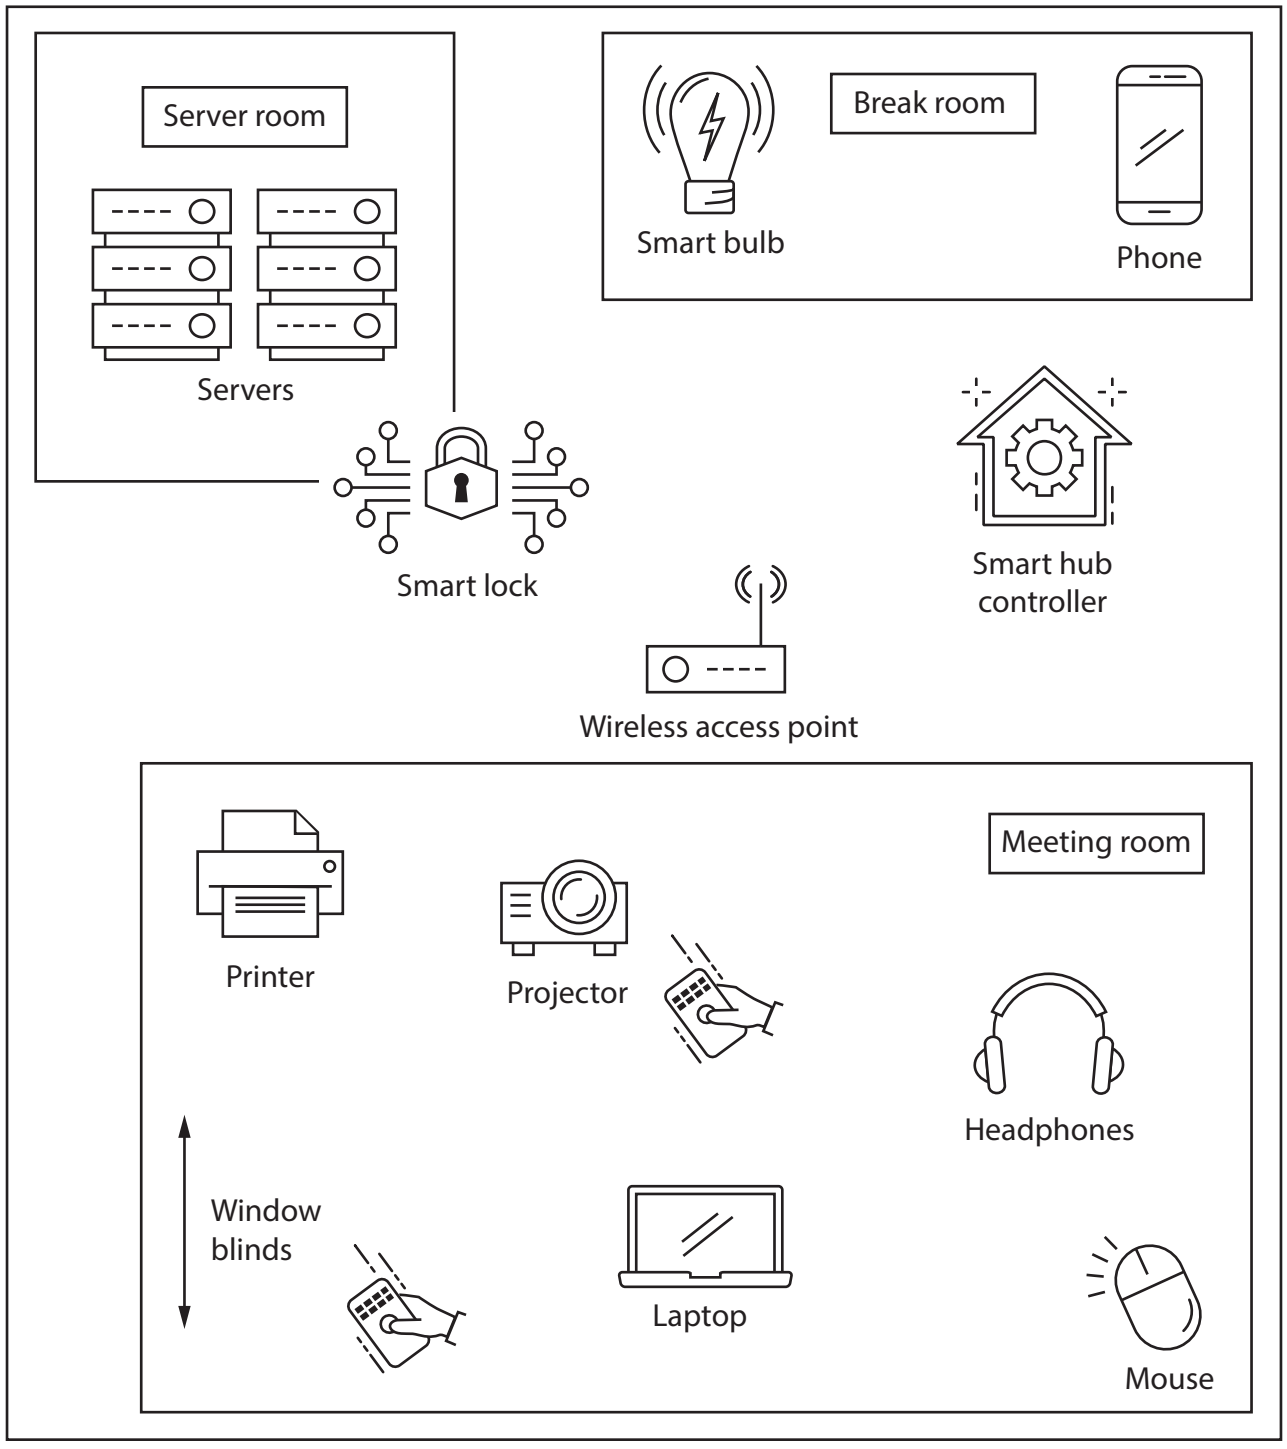 Server room
Break room
Smart bulb
Phone
Servers
Smart lock
Smart hub
controller
Wireless access point
Meeting room
Printer
Projector
Headphones
Window
blinds
Laptop
Mouse